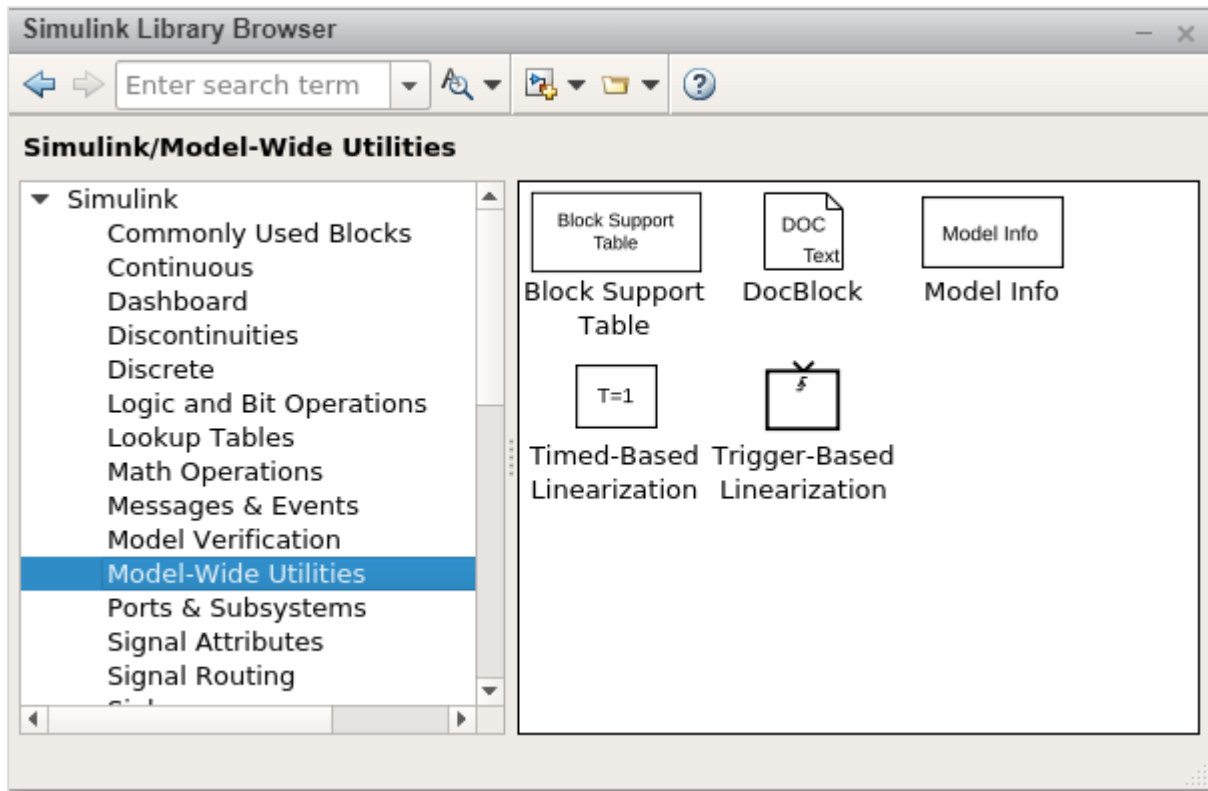 Simulink Library Browser
Enter search term
Simulink/Model-Wide Utilities
Simulink
Commonly Used Blocks
Continuous
Dashboard
Discontinuities
Discrete
Logic and Bit Operations
Lookup Tables
Math Operations
Messages & Events
Model Verification
Model-Wide Utilities
Ports & Subsystems
Signal Attributes
Signal Routing
Block Support
Table
Block Support
Table
DOC
Text
DocBlock
Model Info
Model Info
T=1
Timed-Based
Linearization
Trigger-Based
Linearization